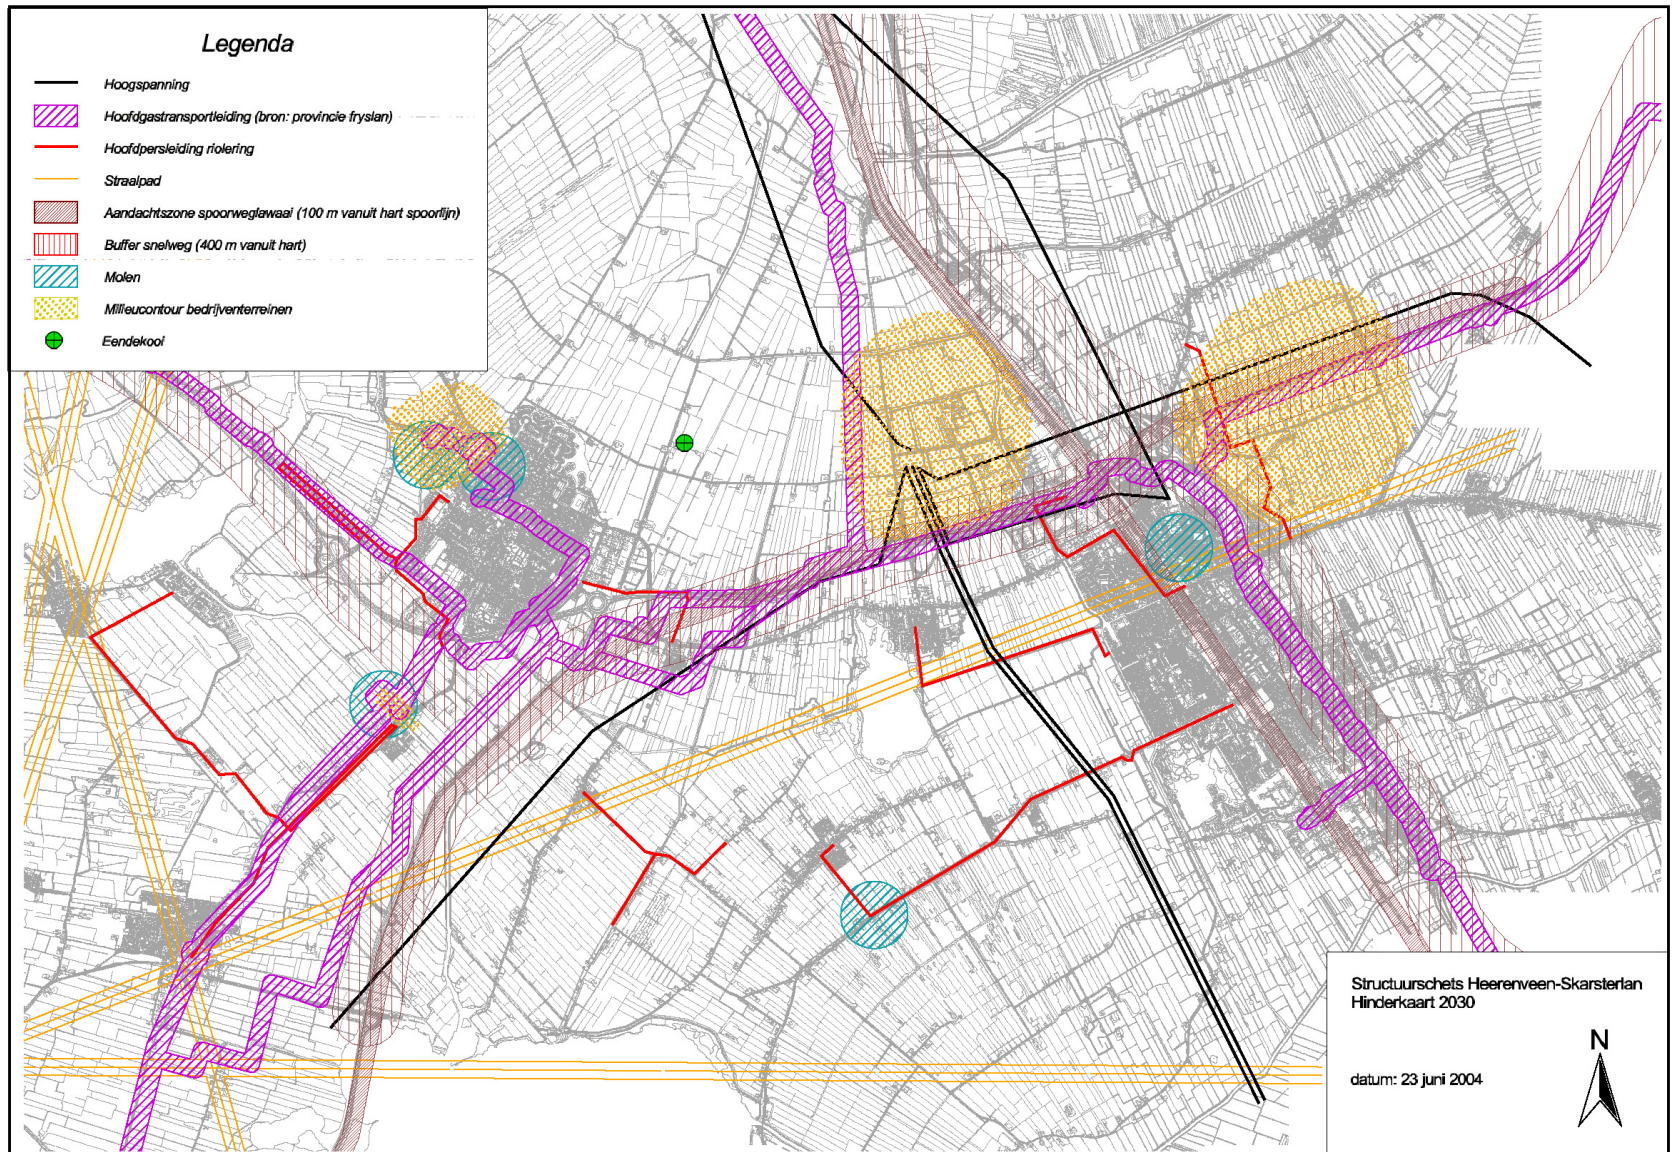 Legenda
Hoogspanning
Hoofdgastransportleiding (bron: provincie fryslan)
Hoofdpersleiding riolering
Straalpad
Aandachtszone spoorweglawaai (100 m vanuit hart spoorlijn)
Buffer snelweg (400 m vanuit hart)
Molen
Milieucontour bedrijventerreinen
Eendekooi
Structuurschets Heerenveen-Skarsterlan
Hinderkaart 2030
N
datum: 23 juni 2004